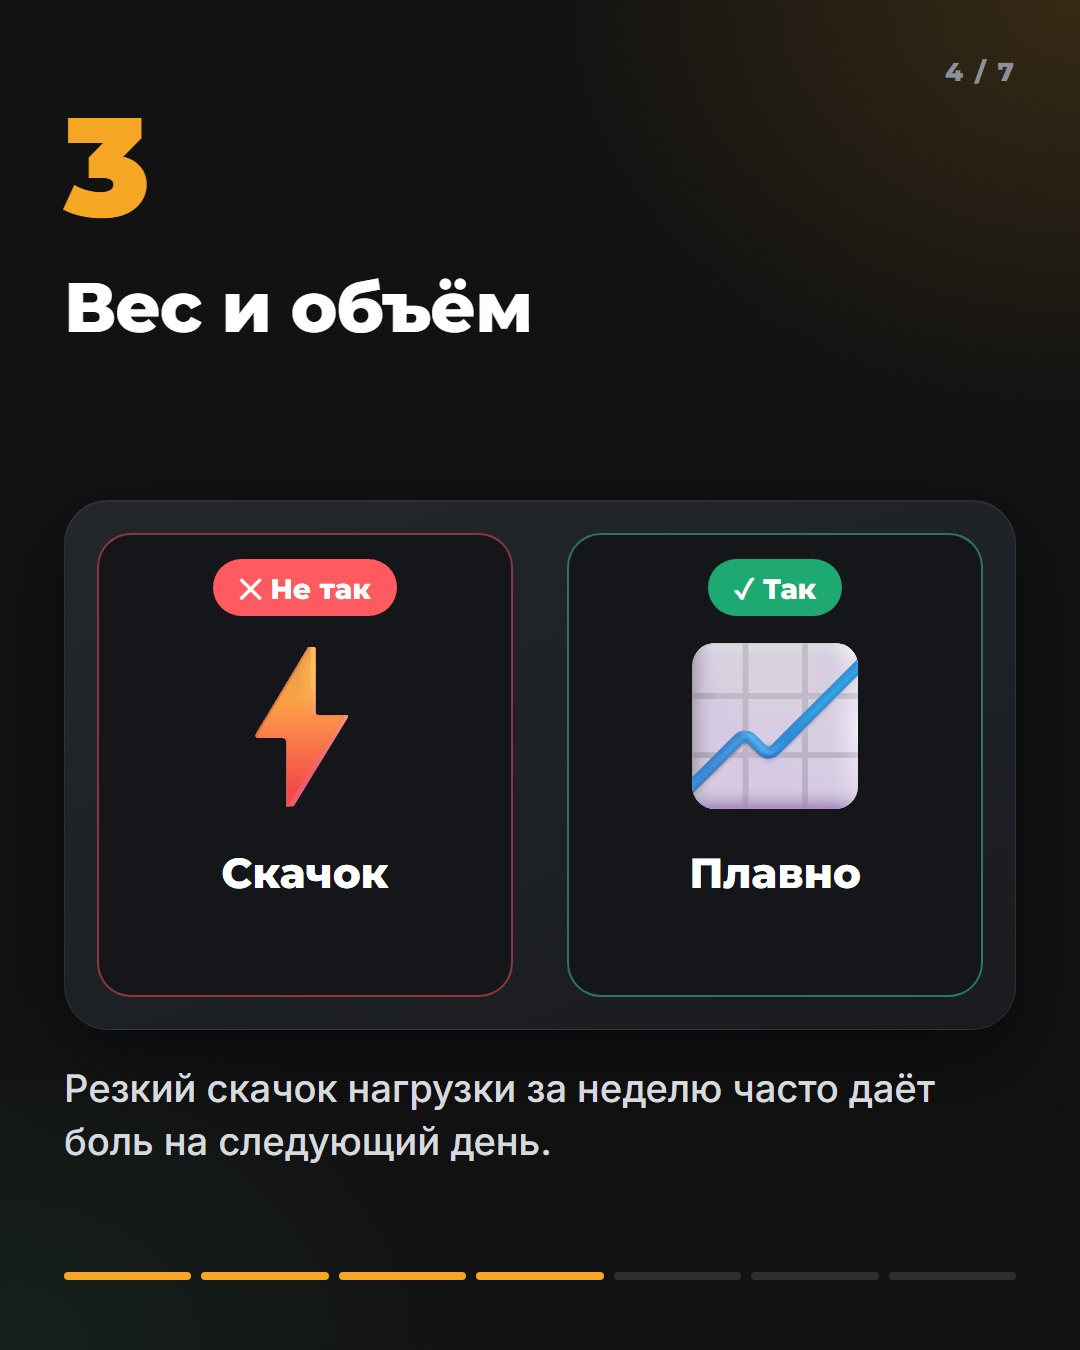 4 / 7
3
Вес и объём
Не так
Так
Скачок
Плавно
Резкий скачок нагрузки за неделю часто даёт
боль на следующий день.